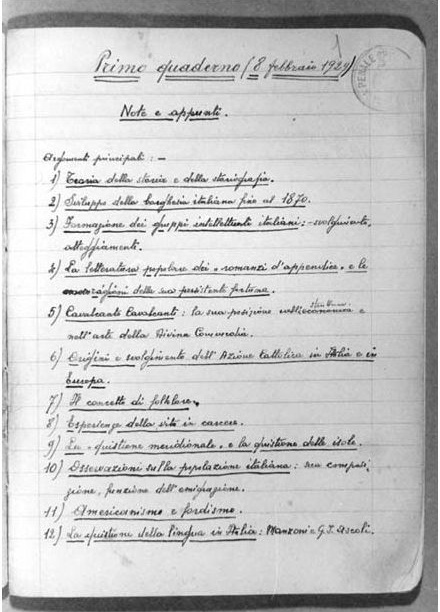 1
Primo quaderno (8 febbraio 1929)
Note e appunti.
Argomenti principali : —
1) Teoria della storia e della storiografia.
2) Sviluppo della borghesia italiana fino al 1870.
3) Formazione dei gruppi intellettuali italiani: - svolgimento,
atteggiamenti.
4) La letteratura popolare dei "romanzi d'appendice" e le
ragioni della sua persistente fortuna.
5) Cavalcante Cavalcanti: la sua posizione nell'economia e
nell'arte della Divina Commedia.
6) Origini e svolgimento dell'Azione Cattolica in Italia e in
Europa.
7) Il concetto di folklore.
8) Esperienze della vita in carcere.
9) La "quistione meridionale" e la quistione delle isole.
10) Osservazioni sulla popolazione italiana: sua composi-
zione, funzione dell'emigrazione.
11) Americanismo e fordismo.
12) La quistione della lingua in Italia: Manzoni e G. I. Ascoli.